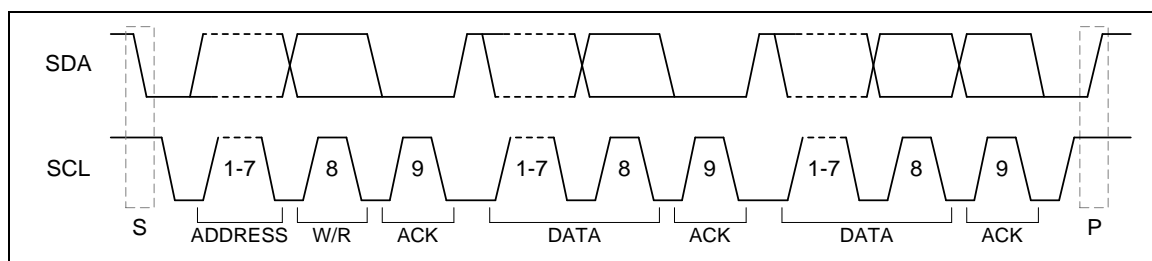 SDA
SCL
1-7 8 9 1-7 8 9 1-7 8 9
S ADDRESS W/R ACK DATA ACK DATA ACK P